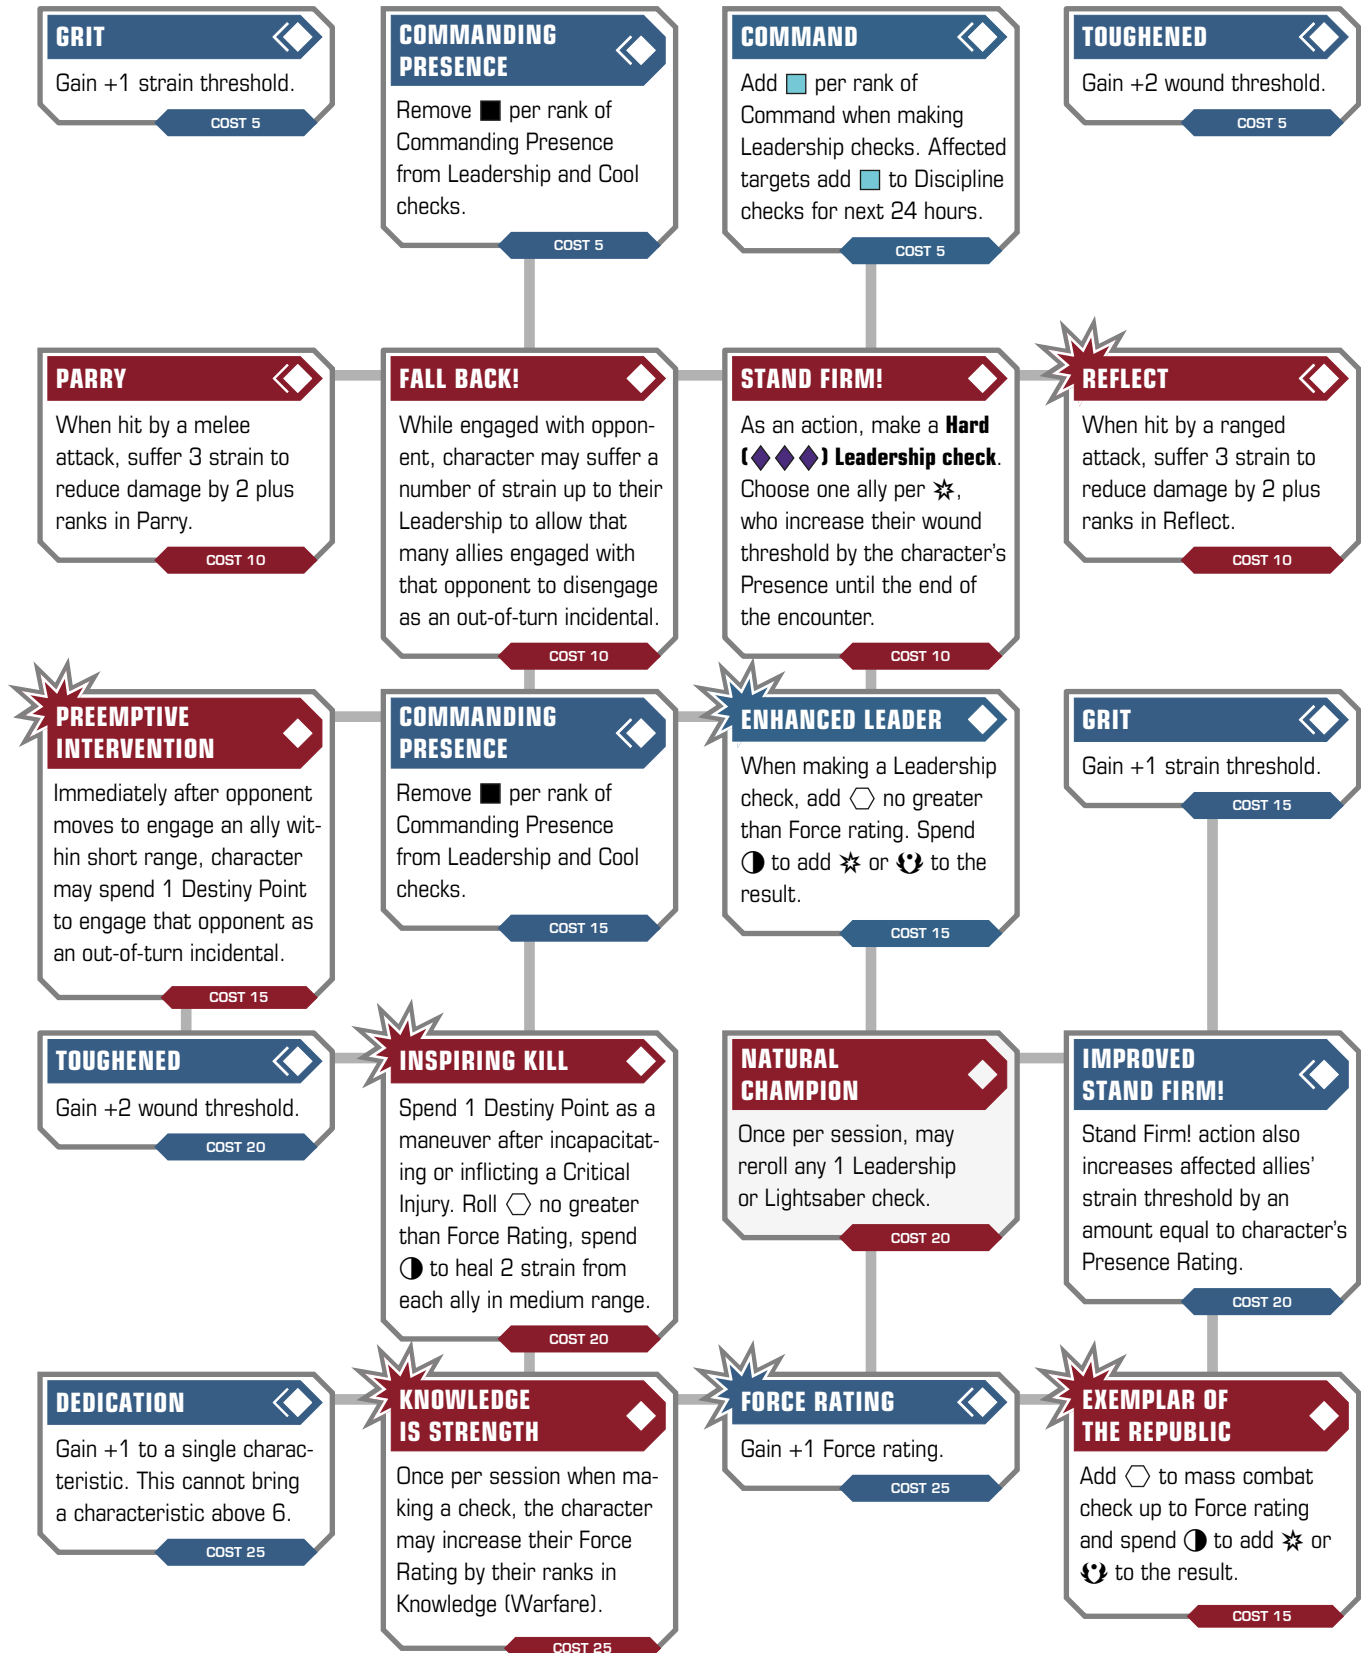 GRIT
Gain +1 strain threshold.
COST 5
COMMANDING
PRESENCE
Remove per rank of
Commanding Presence
from Leadership and Cool
checks.
COST 5
COMMAND
Add per rank of
Command when making
Leadership checks. Affected
targets add to Discipline
checks for next 24 hours.
COST 5
TOUGHENED
Gain +2 wound threshold.
COST 5
PARRY
When hit by a melee
attack, suffer 3 strain to
reduce damage by 2 plus
ranks in Parry.
COST 10
FALL BACK!
While engaged with oppon-
ent, character may suffer a
number of strain up to their
Leadership to allow that
many allies engaged with
that opponent to disengage
as an out-of-turn incidental.
COST 10
STAND FIRM!
As an action, make a Hard
(◆◆◆) Leadership check.
Choose one ally per ,
who increase their wound
threshold by the character's
Presence until the end of
the encounter.
COST 10
REFLECT
When hit by a ranged
attack, suffer 3 strain to
reduce damage by 2 plus
ranks in Reflect.
COST 10
PREEMPTIVE
INTERVENTION
Immediately after opponent
moves to engage an ally wit-
hin short range, character
may spend 1 Destiny Point
to engage that opponent as
an out-of-turn incidental.
COST 15
COMMANDING
PRESENCE
Remove per rank of
Commanding Presence
from Leadership and Cool
checks.
COST 15
ENHANCED LEADER
When making a Leadership
check, add no greater
than Force rating. Spend
to add or to the
result.
COST 15
GRIT
Gain +1 strain threshold.
COST 15
TOUGHENED
Gain +2 wound threshold.
COST 20
INSPIRING KILL
Spend 1 Destiny Point as a
maneuver after incapacitat-
ing or inflicting a Critical
Injury. Roll no greater
than Force Rating, spend
to heal 2 strain from
each ally in medium range.
COST 20
NATURAL
CHAMPION
Once per session, may
reroll any 1 Leadership
or Lightsaber check.
COST 20
IMPROVED
STAND FIRM!
Stand Firm! action also
increases affected allies'
strain threshold by an
amount equal to character's
Presence Rating.
COST 20
DEDICATION
Gain +1 to a single charac-
teristic. This cannot bring
a characteristic above 6.
COST 25
KNOWLEDGE
IS STRENGTH
Once per session when ma-
king a check, the character
may increase their Force
Rating by their ranks in
Knowledge (Warfare).
COST 25
FORCE RATING
Gain +1 Force rating.
COST 25
EXEMPLAR OF
THE REPUBLIC
Add to mass combat
check up to Force rating
and spend to add or
to the result.
COST 15